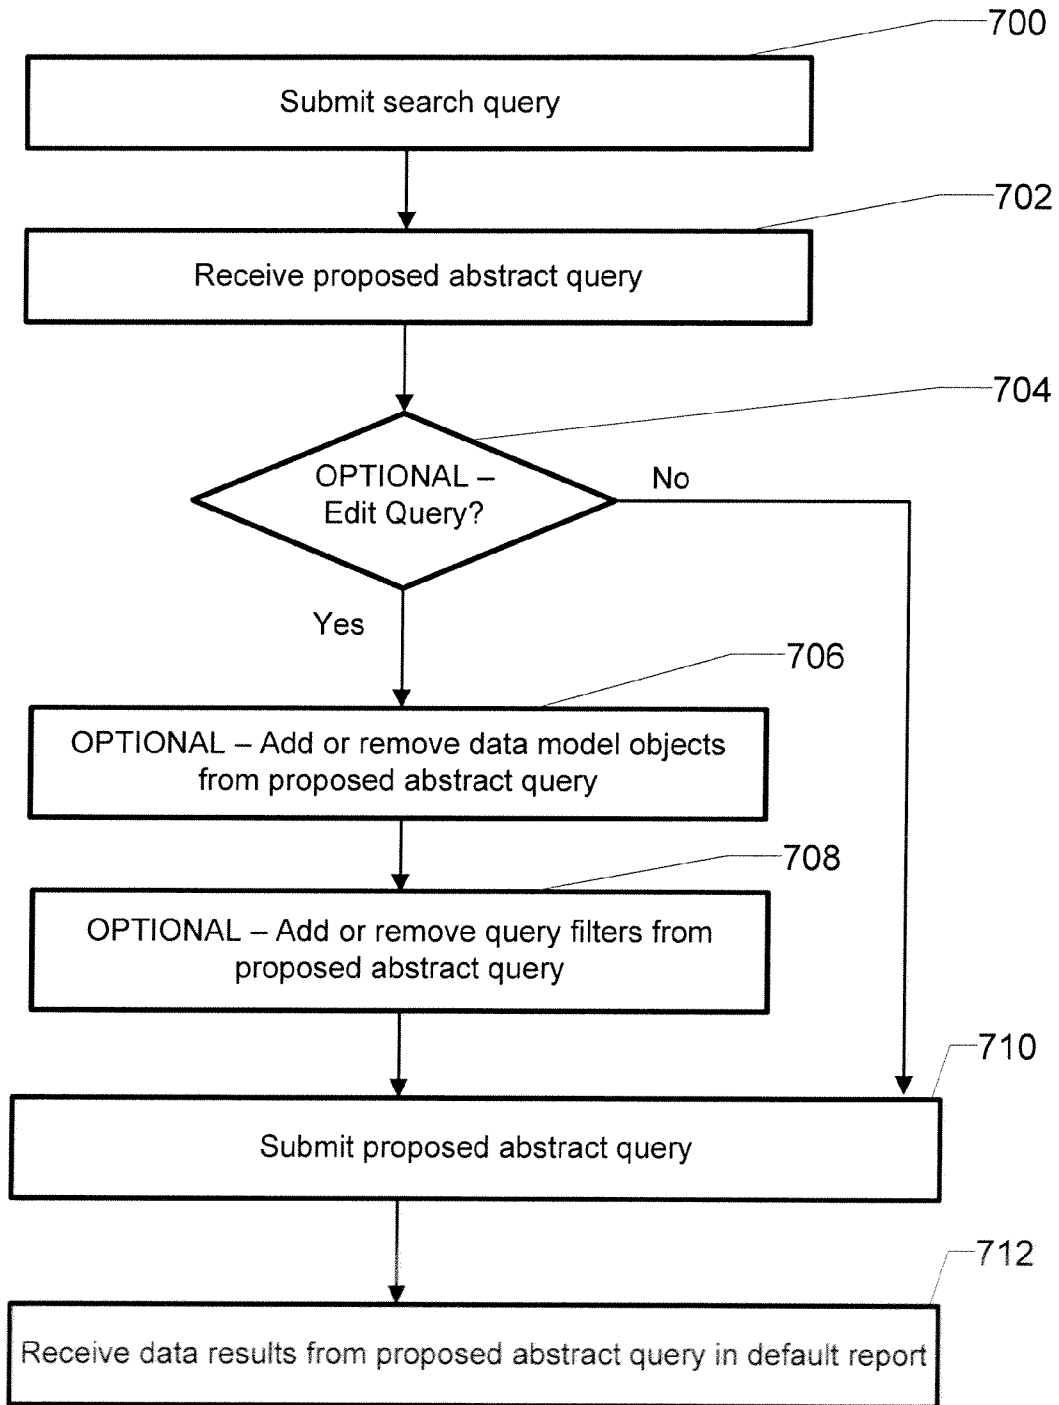 700
Submit search query
702
Receive proposed abstract query
704
OPTIONAL –
Edit Query?
No
Yes
706
OPTIONAL – Add or remove data model objects
from proposed abstract query
708
OPTIONAL – Add or remove query filters from
proposed abstract query
710
Submit proposed abstract query
712
Receive data results from proposed abstract query in default report